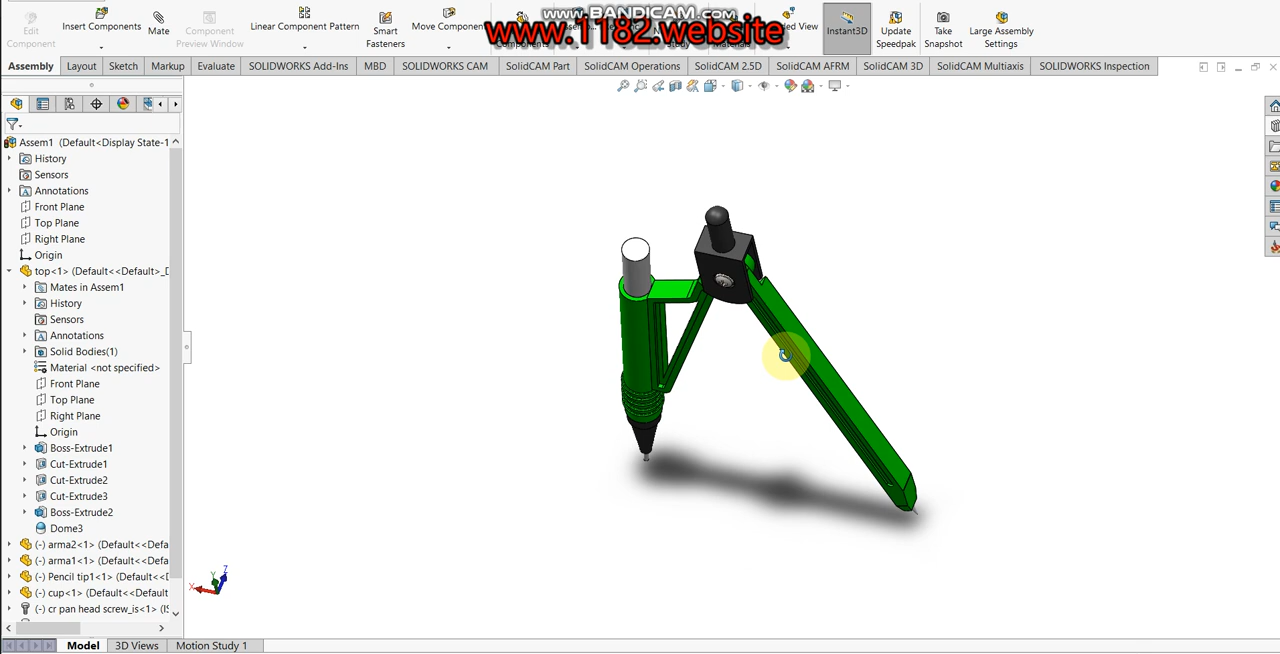 www.BANDICAM.com
www.1182.website
Edit Component
Insert Components
Mate
Component Preview Window
Linear Component Pattern
Smart Fasteners
Move Component
Instant3D
Update Speedpak
Take Snapshot
Large Assembly Settings
Assembly Layout Sketch Markup Evaluate SOLIDWORKS Add-Ins MBD SOLIDWORKS CAM SolidCAM Part SolidCAM Operations SolidCAM 2.5D SolidCAM AFRM SolidCAM 3D SolidCAM Multiaxis SOLIDWORKS Inspection
Assem1 (Default<Display State-1
History
Sensors
Annotations
Front Plane
Top Plane
Right Plane
Origin
top<1> (Default<<Default>_D
Mates in Assem1
History
Sensors
Annotations
Solid Bodies(1)
Material <not specified>
Front Plane
Top Plane
Right Plane
Origin
Boss-Extrude1
Cut-Extrude1
Cut-Extrude2
Cut-Extrude3
Boss-Extrude2
Dome3
(-) arma2<1> (Default<<Defa
(-) arma1<1> (Default<<Defa
(-) Pencil tip1<1> (Default<<D
(-) cup<1> (Default<<Default
(-) cr pan head screw_is<1> (IS
X Y Z
Model 3D Views Motion Study 1